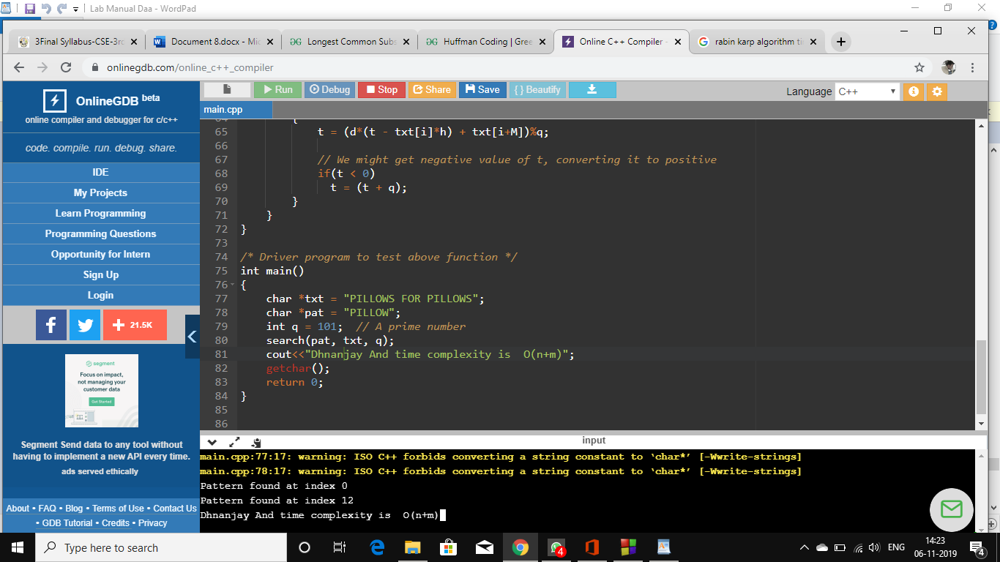 Lab Manual Daa - WordPad
3Final Syllabus-CSE-3rd
Document 8.docx - Mic
Longest Common Subs
Huffman Coding | Gree
Online C++ Compiler -
rabin karp algorithm ti
onlinegdb.com/online_c++_compiler
OnlineGDB beta
online compiler and debugger for c/c++
code. compile. run. debug. share.
IDE
My Projects
Learn Programming
Programming Questions
Opportunity for Intern
Sign Up
Login
f
+ 21.5K
segment
Focus on impact,
not managing your
customer data
Get Started
Segment Send data to any tool without
having to implement a new API every time.
ads served ethically
About • FAQ • Blog • Terms of Use • Contact Us
• GDB Tutorial • Credits • Privacy
Run Debug Stop Share Save { } Beautify
Language C++
main.cpp
64 {
65 t = (d*(t - txt[i]*h) + txt[i+M])%q;
66
67 // We might get negative value of t, converting it to positive
68 if(t < 0)
69 t = (t + q);
70 }
71 }
72 }
73
74 /* Driver program to test above function */
75 int main()
76 {
77 char *txt = "PILLOWS FOR PILLOWS";
78 char *pat = "PILLOW";
79 int q = 101; // A prime number
80 search(pat, txt, q);
81 cout<<"Dhnanjay And time complexity is  O(n+m)";
82 getchar();
83 return 0;
84 }
85
86
input
main.cpp:77:17: warning: ISO C++ forbids converting a string constant to ‘char*’ [-Wwrite-strings]
main.cpp:78:17: warning: ISO C++ forbids converting a string constant to ‘char*’ [-Wwrite-strings]
Pattern found at index 0
Pattern found at index 12
Dhnanjay And time complexity is  O(n+m)
Type here to search
4
ENG
14:23
06-11-2019
4